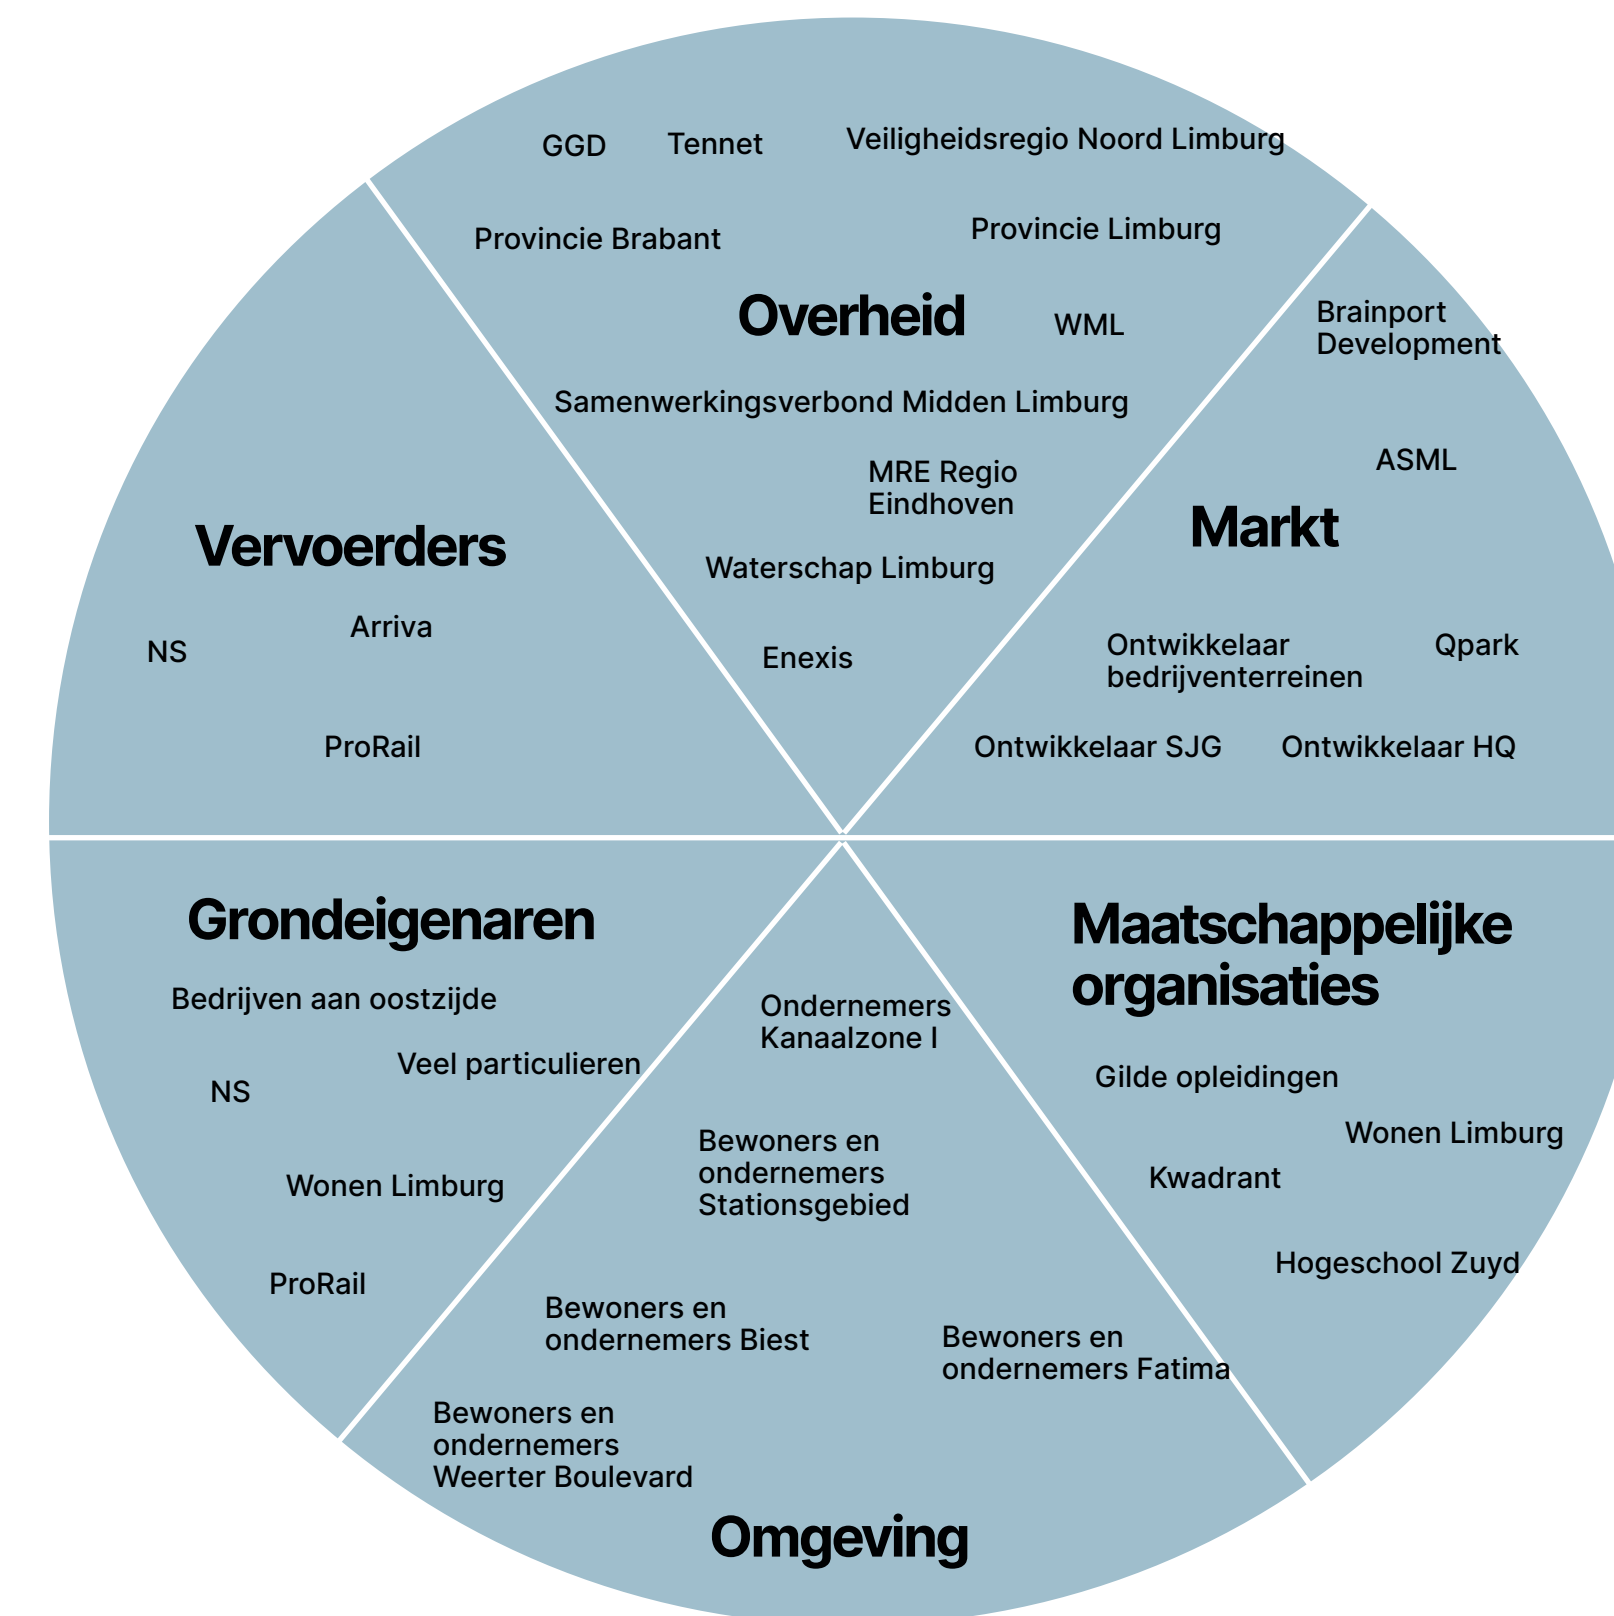 GGD
Tennet
Veiligheidsregio Noord Limburg
Provincie Brabant
Provincie Limburg
Overheid
WML
Samenwerkingsverbond Midden Limburg
MRE Regio
Eindhoven
Waterschap Limburg
Enexis
Brainport
Development
ASML
Markt
Ontwikkelaar
bedrijventerreinen
Qpark
Ontwikkelaar SJG
Ontwikkelaar HQ
Vervoerders
Arriva
NS
ProRail
Grondeigenaren
Bedrijven aan oostzijde
Veel particulieren
NS
Wonen Limburg
ProRail
Ondernemers
Kanaalzone I
Bewoners en
ondernemers
Stationsgebied
Bewoners en
ondernemers Biest
Bewoners en
ondernemers Fatima
Bewoners en
ondernemers
Weerter Boulevard
Omgeving
Maatschappelijke
organisaties
Gilde opleidingen
Wonen Limburg
Kwadrant
Hogeschool Zuyd